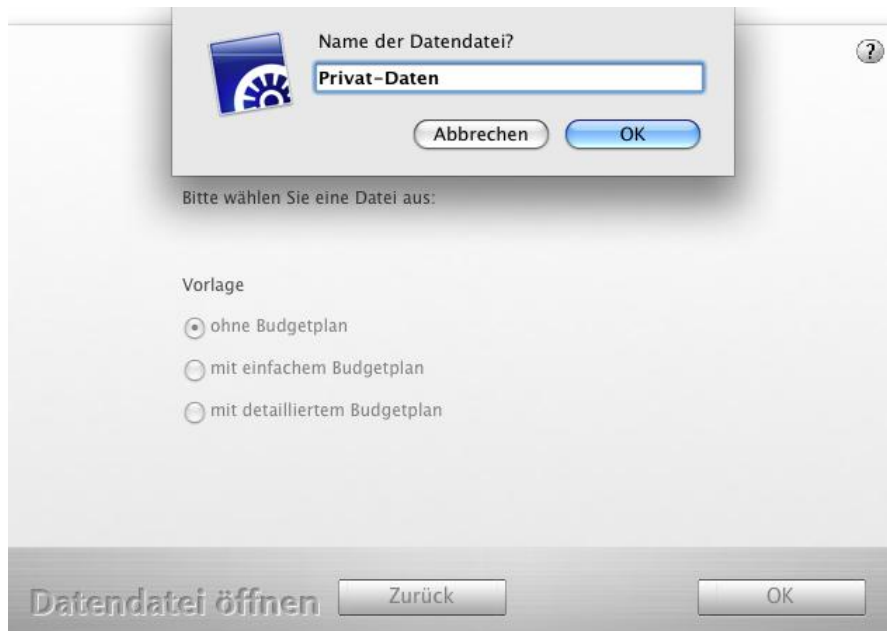 Name der Datendatei?
Privat-Daten
Abbrechen
OK
?
Bitte wählen Sie eine Datei aus:
Vorlage
ohne Budgetplan
mit einfachem Budgetplan
mit detailliertem Budgetplan
Datendatei öffnen
Zurück
OK